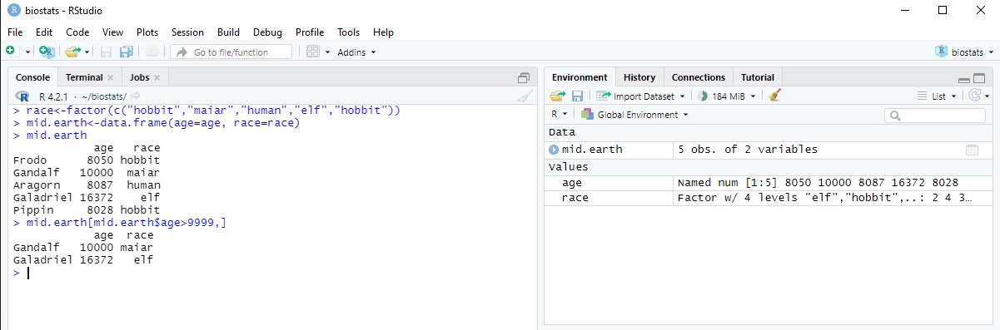 biostats - RStudio
File Edit Code View Plots Session Build Debug Profile Tools Help
Go to file/function Addins biostats
Console Terminal Jobs
R 4.2.1 · ~/biostats/
> race<-factor(c("hobbit","maiar","human","elf","hobbit"))
> mid.earth<-data.frame(age=age, race=race)
> mid.earth
age race
Frodo 8050 hobbit
Gandalf 10000 maiar
Aragorn 8087 human
Galadriel 16372 elf
Pippin 8028 hobbit
> mid.earth[mid.earth$age>9999,]
age race
Gandalf 10000 maiar
Galadriel 16372 elf
>
Environment History Connections Tutorial
Import Dataset 184 MiB List
R Global Environment
Data
mid.earth 5 obs. of 2 variables
Values
age Named num [1:5] 8050 10000 8087 16372 8028
race Factor w/ 4 levels "elf","hobbit",..: 2 4 3…